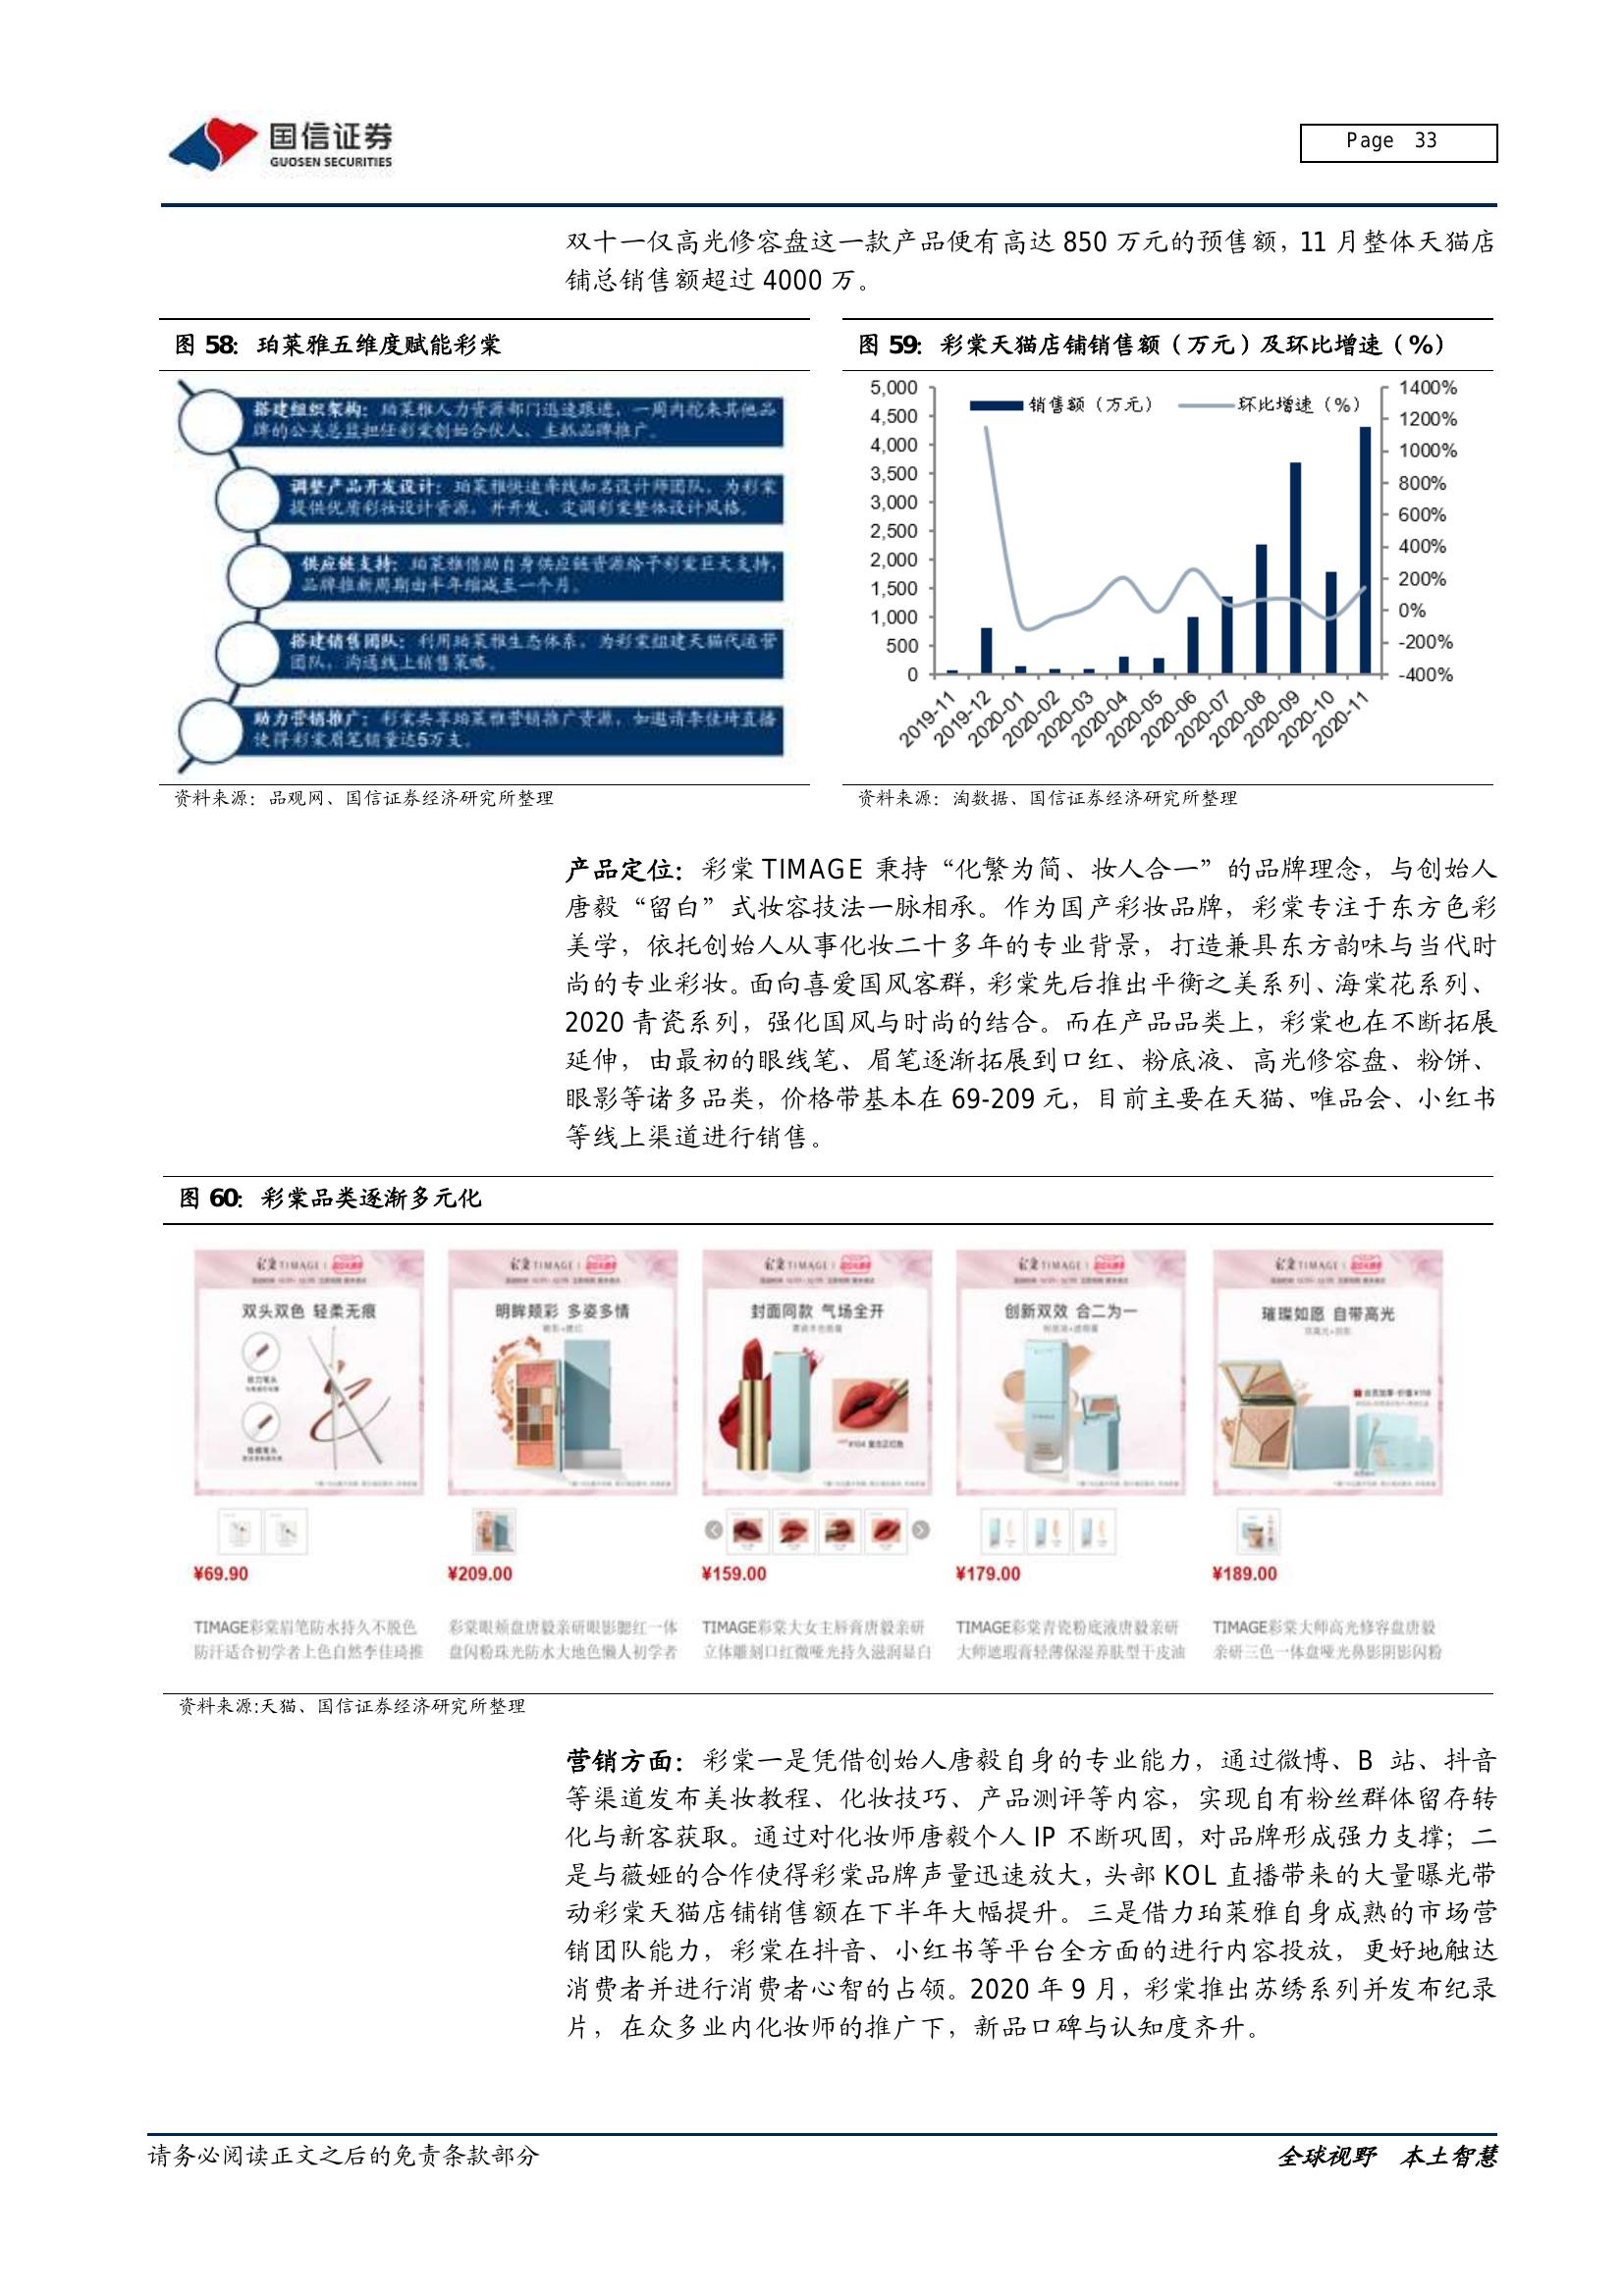 国信证券
GUOSEN SECURITIES
Page 33
双十一仅高光修容盘这一款产品便有高达 850 万元的预售额，11 月整体天猫店
铺总销售额超过 4000 万。
图 58：珀莱雅五维度赋能彩棠
搭建组织架构：珀莱雅人力资源部门迅速跟进，一周内挖来其他品
牌的公关总监担任彩棠创始合伙人、主抓品牌推广。
调整产品开发设计：珀莱雅快速牵线知名设计师团队，为彩棠
提供优质彩妆设计资源，并开发、定调彩棠整体设计风格。
供应链支持：珀莱雅借助自身供应链资源给予彩棠巨大支持，
品牌推新周期由半年缩减至一个月。
搭建销售团队：利用珀莱雅生态体系，为彩棠组建天猫代运营
团队，沟通线上销售策略。
助力营销推广：彩棠共享珀莱雅营销推广资源，如邀请李佳琦直播
使得彩棠眉笔销量达5万支。
资料来源：品观网、国信证券经济研究所整理
图 59：彩棠天猫店铺销售额（万元）及环比增速（%）
销售额（万元）
环比增速（%）
5,000
4,500
4,000
3,500
3,000
2,500
2,000
1,500
1,000
500
0
1400%
1200%
1000%
800%
600%
400%
200%
0%
-200%
-400%
2019-11
2019-12
2020-01
2020-02
2020-03
2020-04
2020-05
2020-06
2020-07
2020-08
2020-09
2020-10
2020-11
资料来源：淘数据、国信证券经济研究所整理
产品定位：彩棠 TIMAGE 秉持“化繁为简、妆人合一”的品牌理念，与创始人
唐毅“留白”式妆容技法一脉相承。作为国产彩妆品牌，彩棠专注于东方色彩
美学，依托创始人从事化妆二十多年的专业背景，打造兼具东方韵味与当代时
尚的专业彩妆。面向喜爱国风客群，彩棠先后推出平衡之美系列、海棠花系列、
2020 青瓷系列，强化国风与时尚的结合。而在产品品类上，彩棠也在不断拓展
延伸，由最初的眼线笔、眉笔逐渐拓展到口红、粉底液、高光修容盘、粉饼、
眼影等诸多品类，价格带基本在 69-209 元，目前主要在天猫、唯品会、小红书
等线上渠道进行销售。
图 60：彩棠品类逐渐多元化
彩棠TIMAGE
双头双色 轻柔无痕
¥69.90
TIMAGE彩棠眉笔防水持久不脱色
防汗适合初学者上色自然李佳琦推
彩棠TIMAGE
明眸颊彩 多姿多情
¥209.00
彩棠眼颊盘唐毅亲研眼影腮红一体
盘闪粉珠光防水大地色懒人初学者
彩棠TIMAGE
封面同款 气场全开
¥159.00
TIMAGE彩棠大女主唇膏唐毅亲研
立体雕刻口红微哑光持久滋润显白
彩棠TIMAGE
创新双效 合二为一
¥179.00
TIMAGE彩棠青瓷粉底液唐毅亲研
大师遮瑕膏轻薄保湿养肤型干皮油
彩棠TIMAGE
璀璨如愿 自带高光
¥189.00
TIMAGE彩棠大师高光修容盘唐毅
亲研三色一体盘哑光鼻影阴影闪粉
资料来源:天猫、国信证券经济研究所整理
营销方面：彩棠一是凭借创始人唐毅自身的专业能力，通过微博、B 站、抖音
等渠道发布美妆教程、化妆技巧、产品测评等内容，实现自有粉丝群体留存转
化与新客获取。通过对化妆师唐毅个人 IP 不断巩固，对品牌形成强力支撑；二
是与薇娅的合作使得彩棠品牌声量迅速放大，头部 KOL 直播带来的大量曝光带
动彩棠天猫店铺销售额在下半年大幅提升。三是借力珀莱雅自身成熟的市场营
销团队能力，彩棠在抖音、小红书等平台全方面的进行内容投放，更好地触达
消费者并进行消费者心智的占领。2020 年 9 月，彩棠推出苏绣系列并发布纪录
片，在众多业内化妆师的推广下，新品口碑与认知度齐升。
请务必阅读正文之后的免责条款部分
全球视野 本土智慧